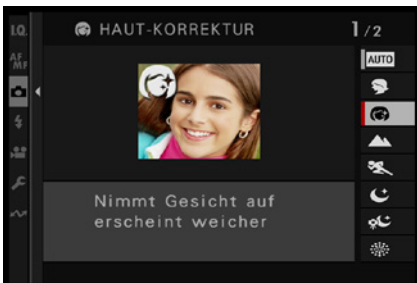 I.Q.
HAUT-KORREKTUR
1/2
AF
MF
AUTO
Nimmt Gesicht auf
erscheint weicher